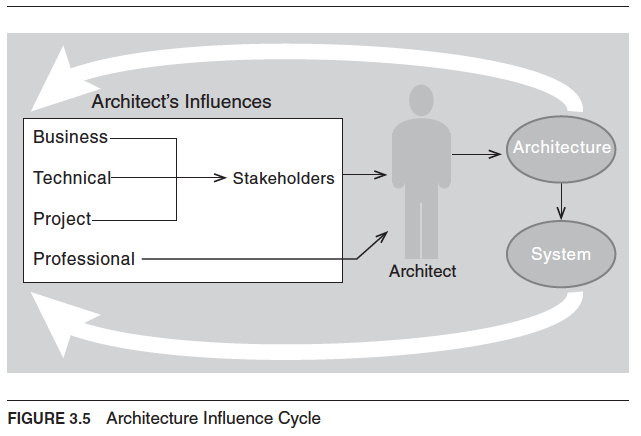 Architect's Influences
Business
Technical
Stakeholders
Project
Professional
Architect
Architecture
System
FIGURE 3.5 Architecture Influence Cycle